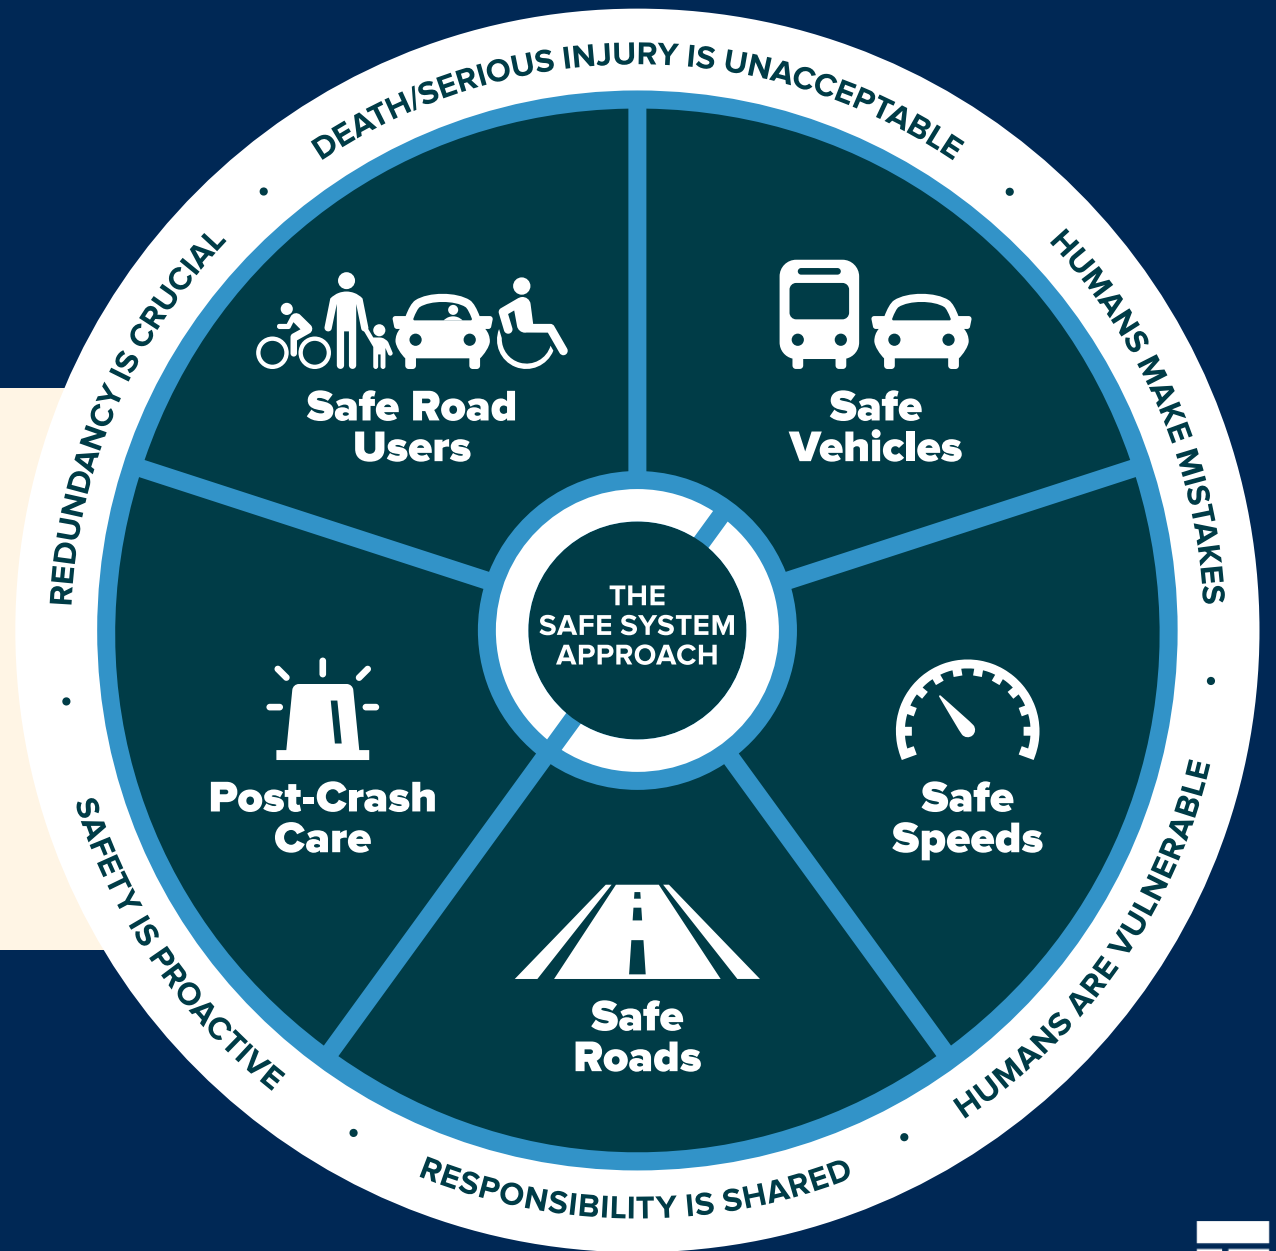 DEATH/SERIOUS INJURY IS UNACCEPTABLE
HUMANS MAKE MISTAKES
HUMANS ARE VULNERABLE
RESPONSIBILITY IS SHARED
SAFETY IS PROACTIVE
REDUNDANCY IS CRUCIAL
Safe Road
Users
Safe
Vehicles
THE
SAFE SYSTEM
APPROACH
Post-Crash
Care
Safe
Speeds
Safe
Roads